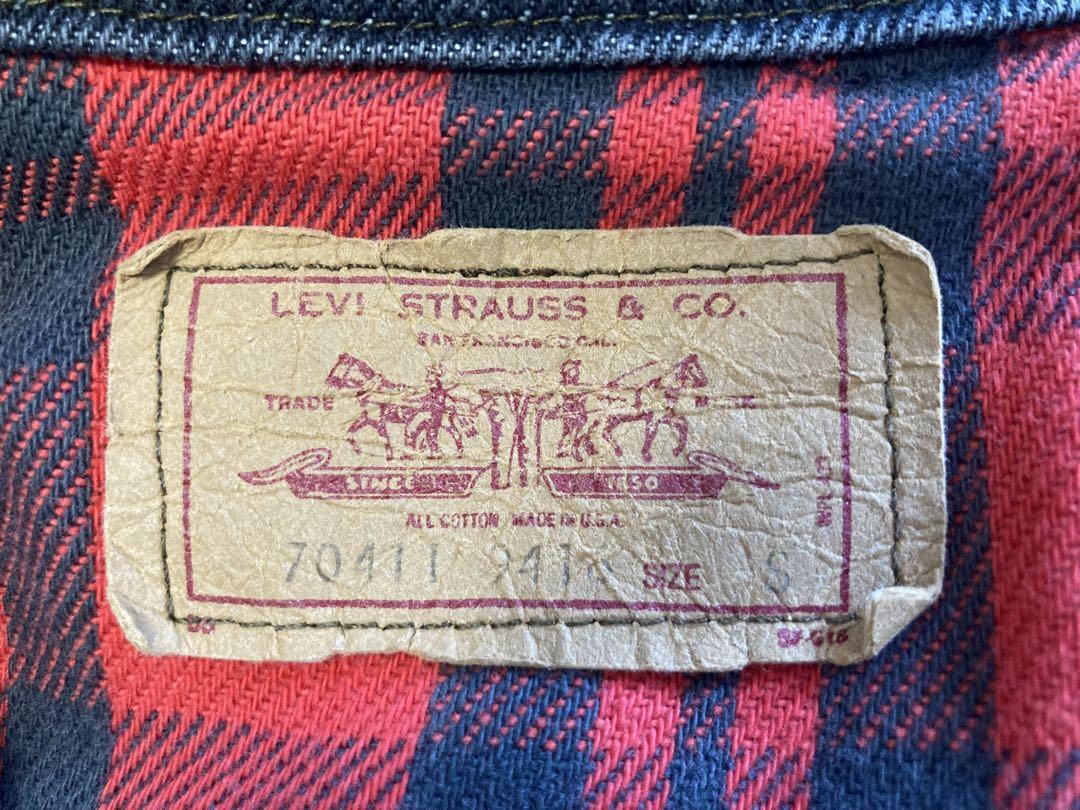 LEVI STRAUSS & CO.
SAN FRANCISCO CAL.
TRADE
SINCE 1850
ALL COTTON MADE IN U.S.A.
70411 SIZE S